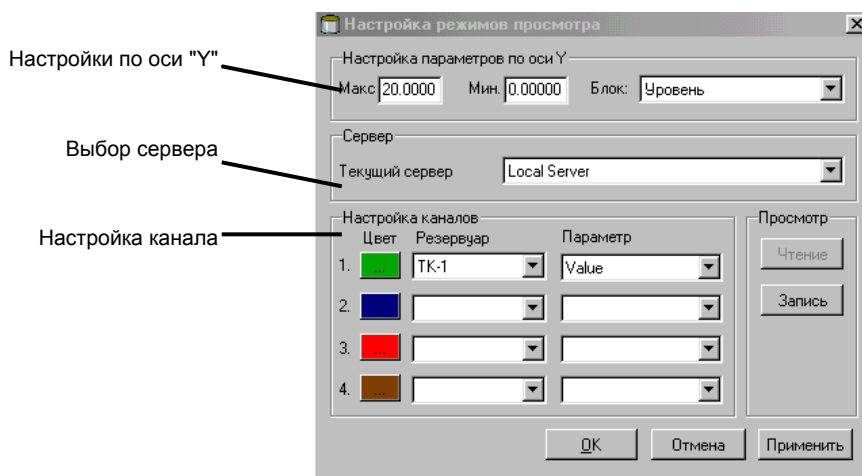 Настройка режимов просмотра
Настройки по оси "Y"
Настройка параметров по оси Y
Макс 20.0000 Мин. 0.00000 Блок: Уровень
Выбор сервера
Сервер
Текущий сервер Local Server
Настройка канала
Настройка каналов
Просмотр
Цвет Резервуар Параметр
1. ... ТК-1 Value
Чтение
2. ...
Запись
3. ...
4. ...
OK Отмена Применить